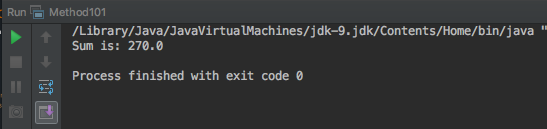 Run Method101
/Library/Java/JavaVirtualMachines/jdk-9.jdk/Contents/Home/bin/java "
Sum is: 270.0
Process finished with exit code 0